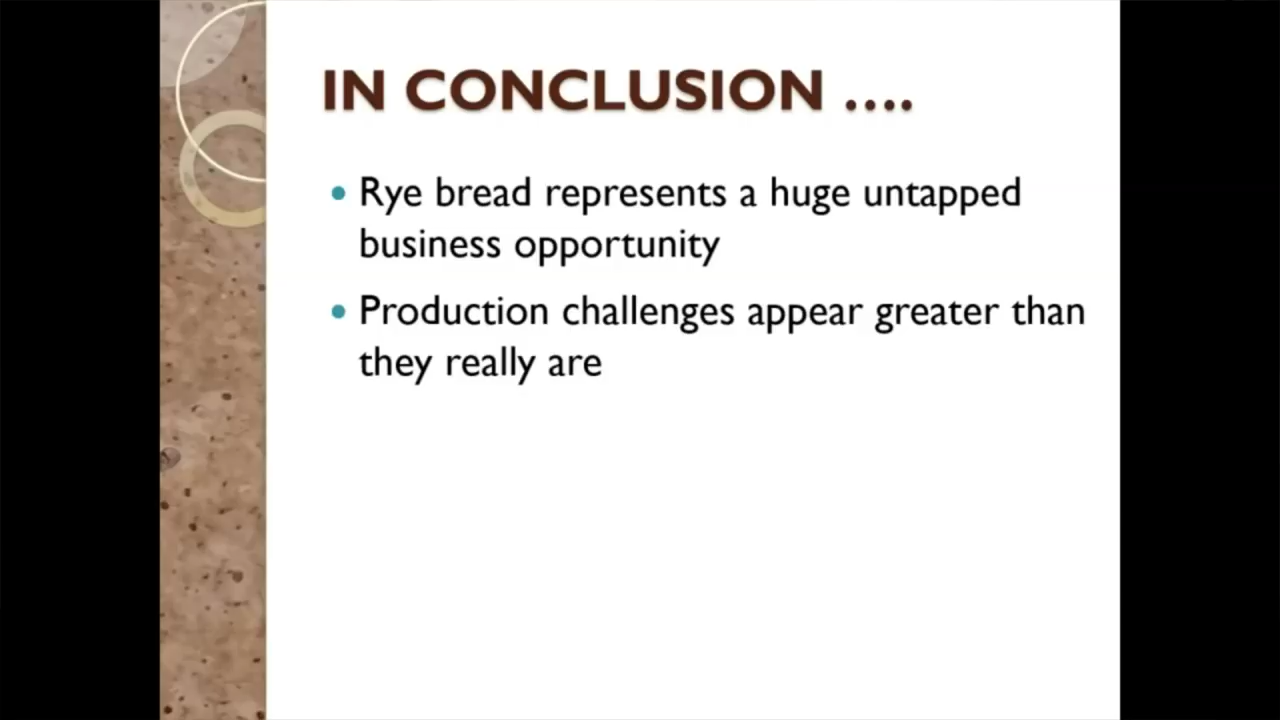 IN CONCLUSION ....
• Rye bread represents a huge untapped
business opportunity
• Production challenges appear greater than
they really are